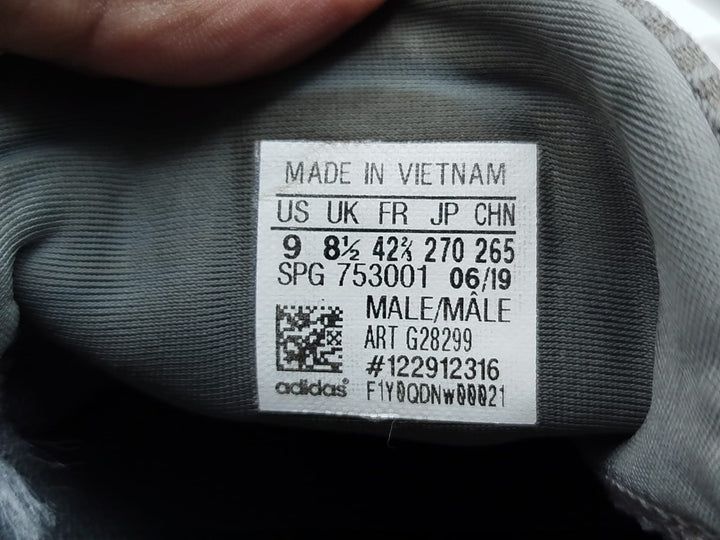 MADE IN VIETNAM
US UK FR JP CHN
9 8½ 42⅔ 270 265
SPG 753001 06/19
MALE/MÂLE
ART G28299
#122912316
adidas® F1Y0QDNW00021